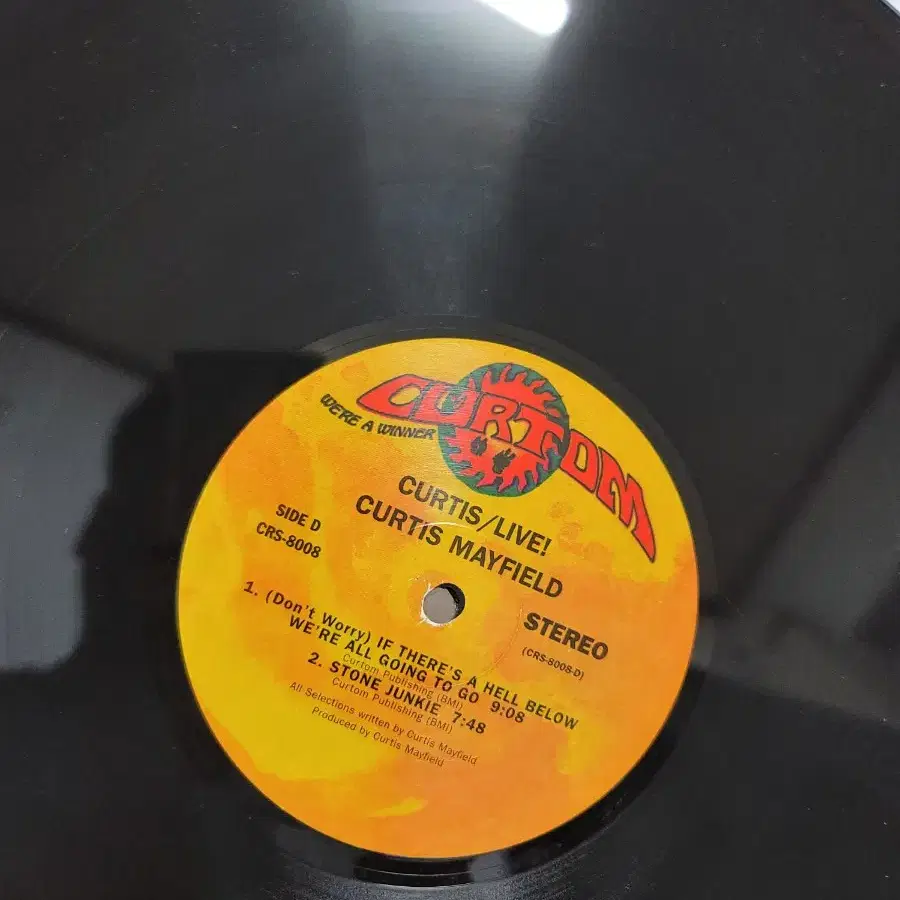 CURTOM
WE'RE A WINNER
CURTIS/LIVE!
CURTIS MAYFIELD
SIDE D
CRS-8008
STEREO
(CRS-8008-D)
1. (Don't Worry) IF THERE'S A HELL BELOW
WE'RE ALL GOING TO GO 9:08
Curtom Publishing (BMI)
2. STONE JUNKIE 7:48
Curtom Publishing (BMI)
All Selections written by Curtis Mayfield
Produced by Curtis Mayfield